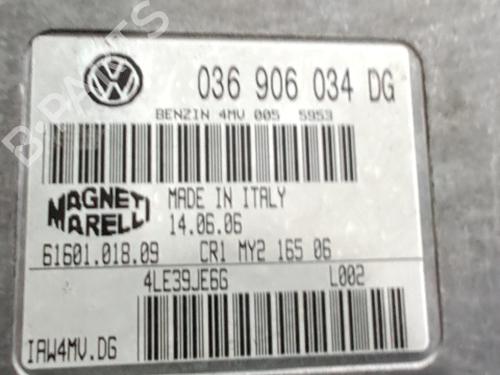 036 906 034 DG
BENZIN 4MV 005 5953
MAGNETI MARELLI
MADE IN ITALY
14.06.06
61601.018.09 CR1 MY2 165 06
4LE39JE6G L002
IAW4MV.DG
B-PARTS